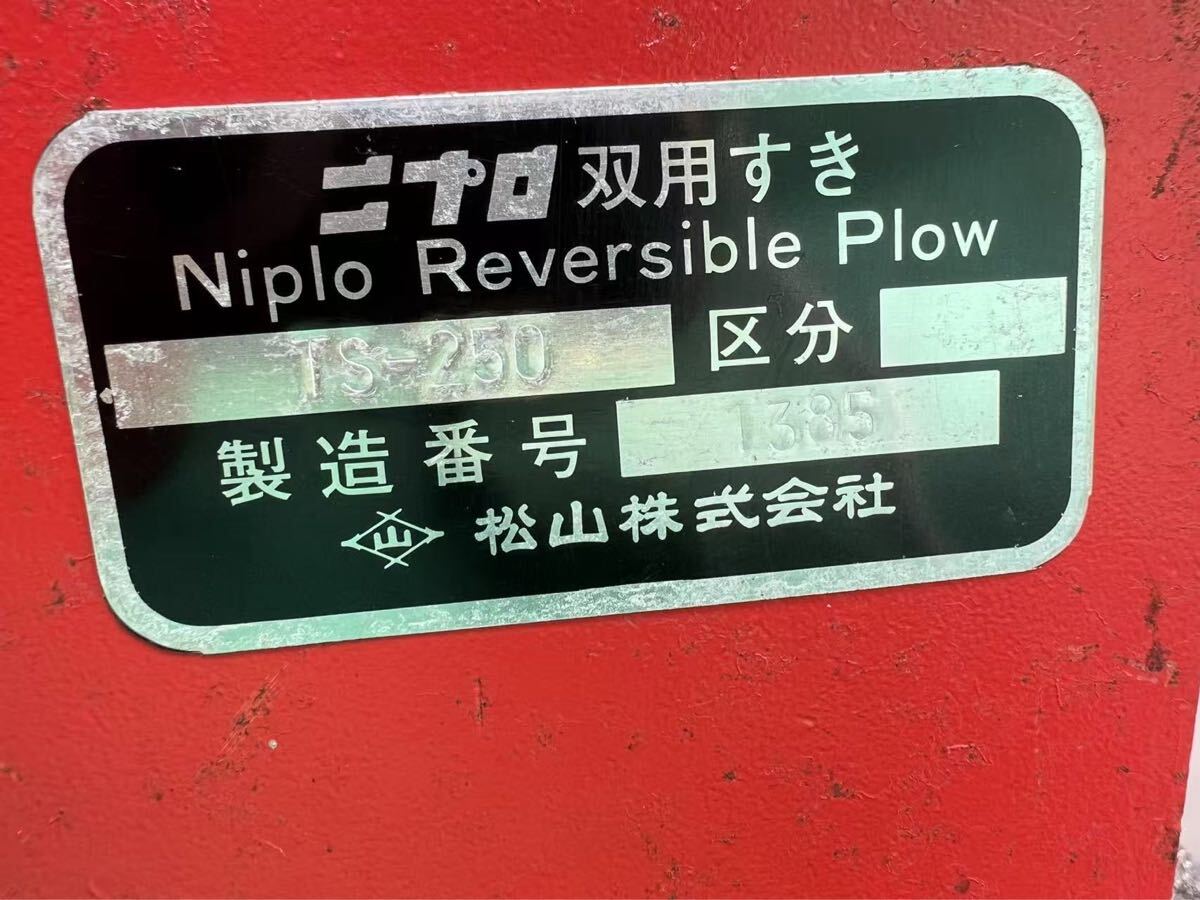 ニプロ 双用すき
Niplo Reversible Plow
TS-250 区分
製造番号 1385
山 松山株式会社